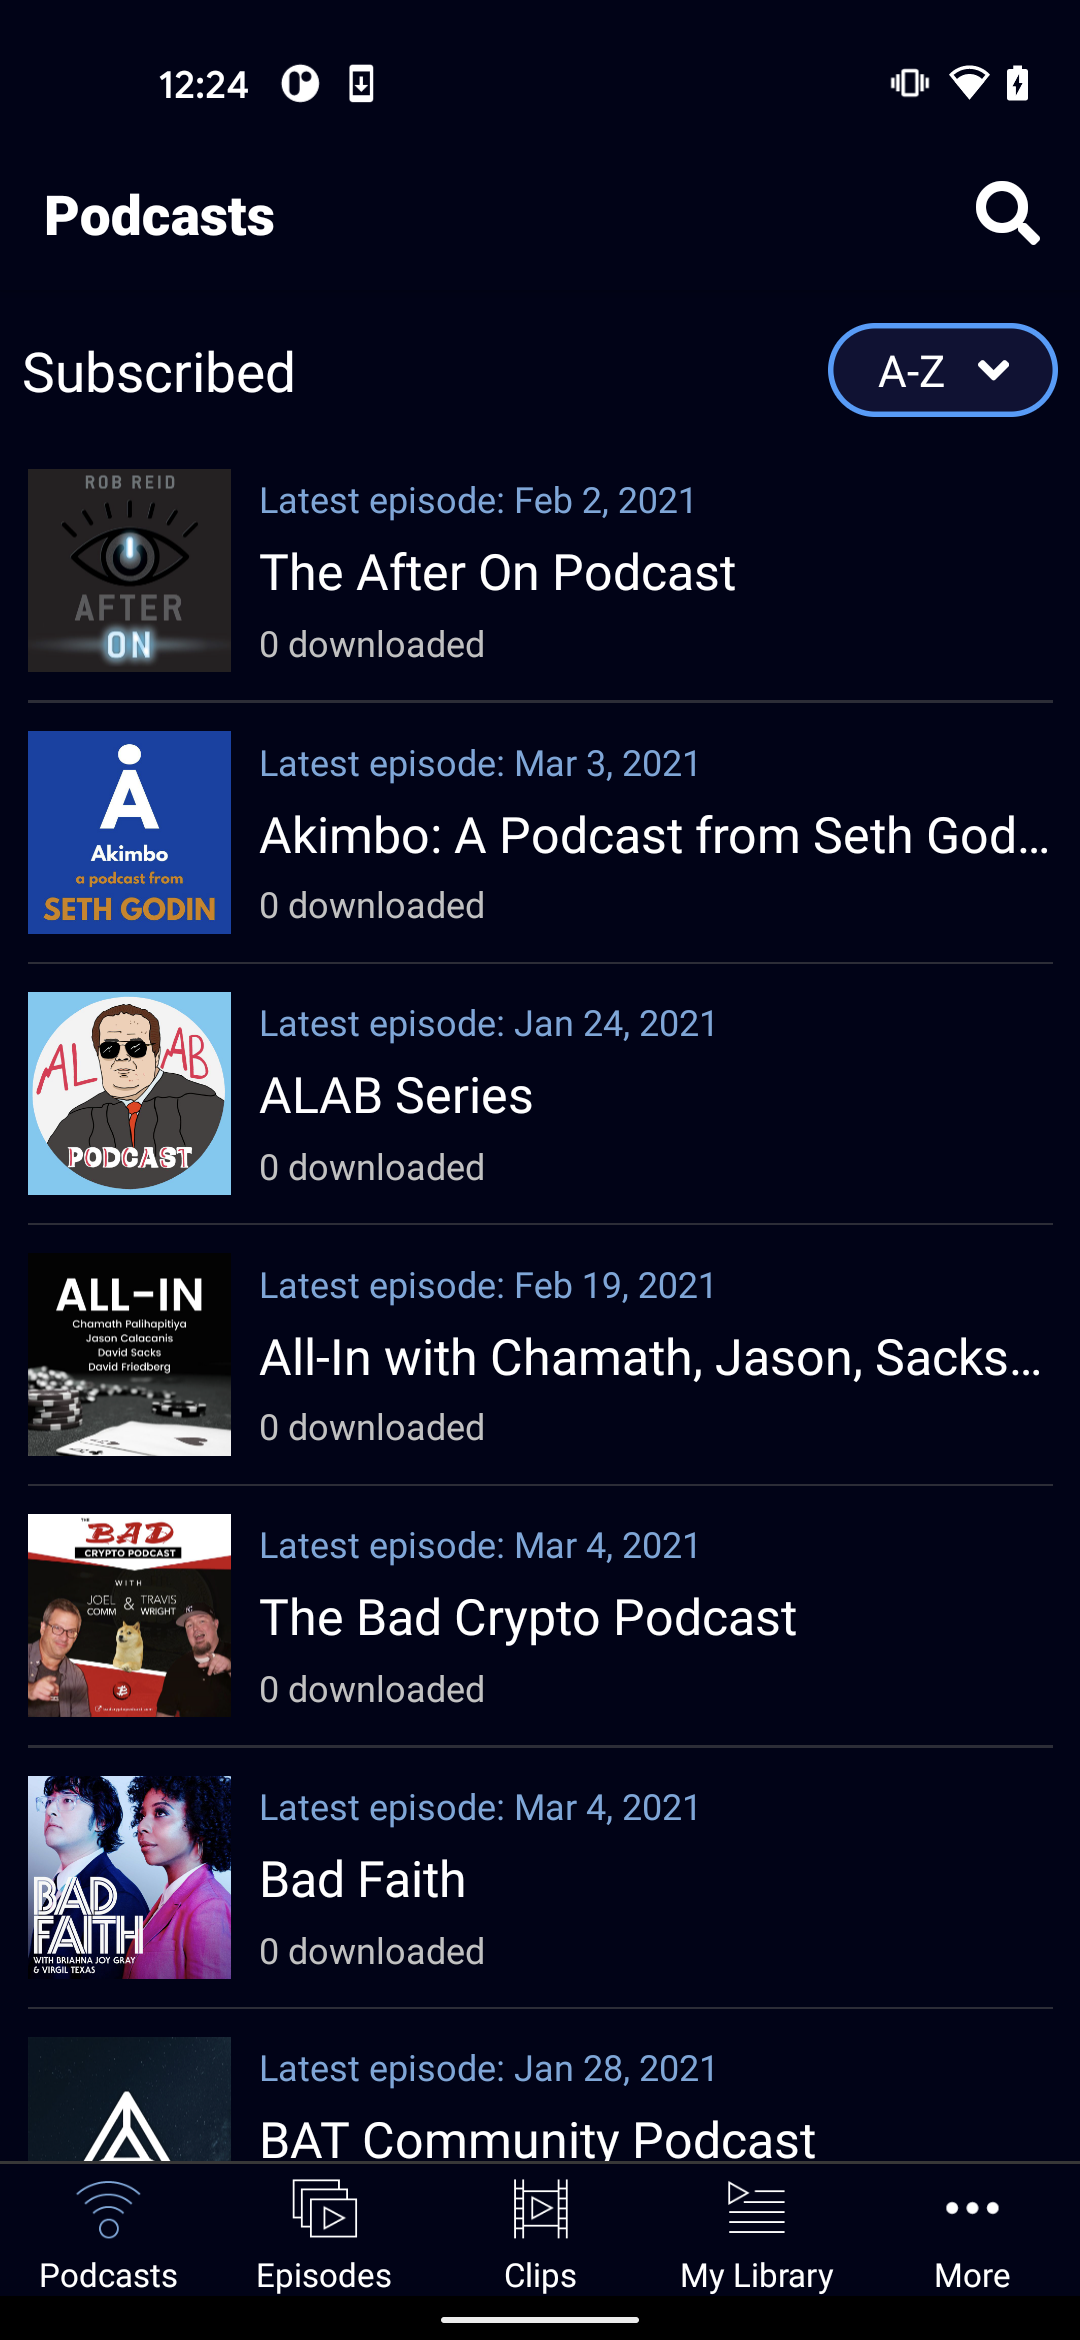 12:24
Podcasts
Subscribed
A-Z
ROB REID
AFTER
ON
Latest episode: Feb 2, 2021
The After On Podcast
0 downloaded
Akimbo
a podcast from
SETH GODIN
Latest episode: Mar 3, 2021
Akimbo: A Podcast from Seth God...
0 downloaded
AL AB
PODCAST
Latest episode: Jan 24, 2021
ALAB Series
0 downloaded
ALL-IN
Chamath Palihapitiya
Jason Calacanis
David Sacks
David Friedberg
Latest episode: Feb 19, 2021
All-In with Chamath, Jason, Sacks...
0 downloaded
THE
BAD
CRYPTO PODCAST
WITH
JOEL COMM & TRAVIS WRIGHT
Latest episode: Mar 4, 2021
The Bad Crypto Podcast
0 downloaded
BAD
FAITH
WITH BRIAHNA JOY GRAY
& VIRGIL TEXAS
Latest episode: Mar 4, 2021
Bad Faith
0 downloaded
Latest episode: Jan 28, 2021
BAT Community Podcast
Podcasts
Episodes
Clips
My Library
More